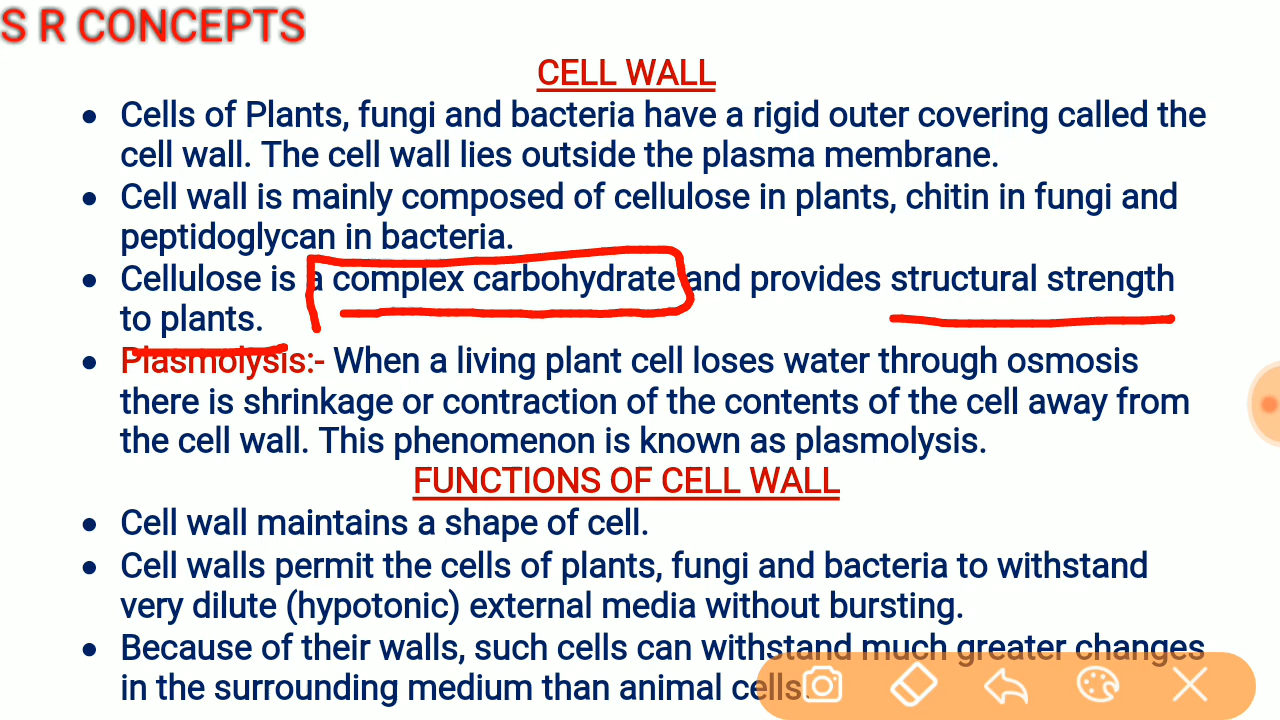 S R CONCEPTS
CELL WALL
• Cells of Plants, fungi and bacteria have a rigid outer covering called the
cell wall. The cell wall lies outside the plasma membrane.
• Cell wall is mainly composed of cellulose in plants, chitin in fungi and
peptidoglycan in bacteria.
• Cellulose is a complex carbohydrate and provides structural strength
to plants.
• Plasmolysis:- When a living plant cell loses water through osmosis
there is shrinkage or contraction of the contents of the cell away from
the cell wall. This phenomenon is known as plasmolysis.
FUNCTIONS OF CELL WALL
• Cell wall maintains a shape of cell.
• Cell walls permit the cells of plants, fungi and bacteria to withstand
very dilute (hypotonic) external media without bursting.
• Because of their walls, such cells can withstand much greater changes
in the surrounding medium than animal cells.